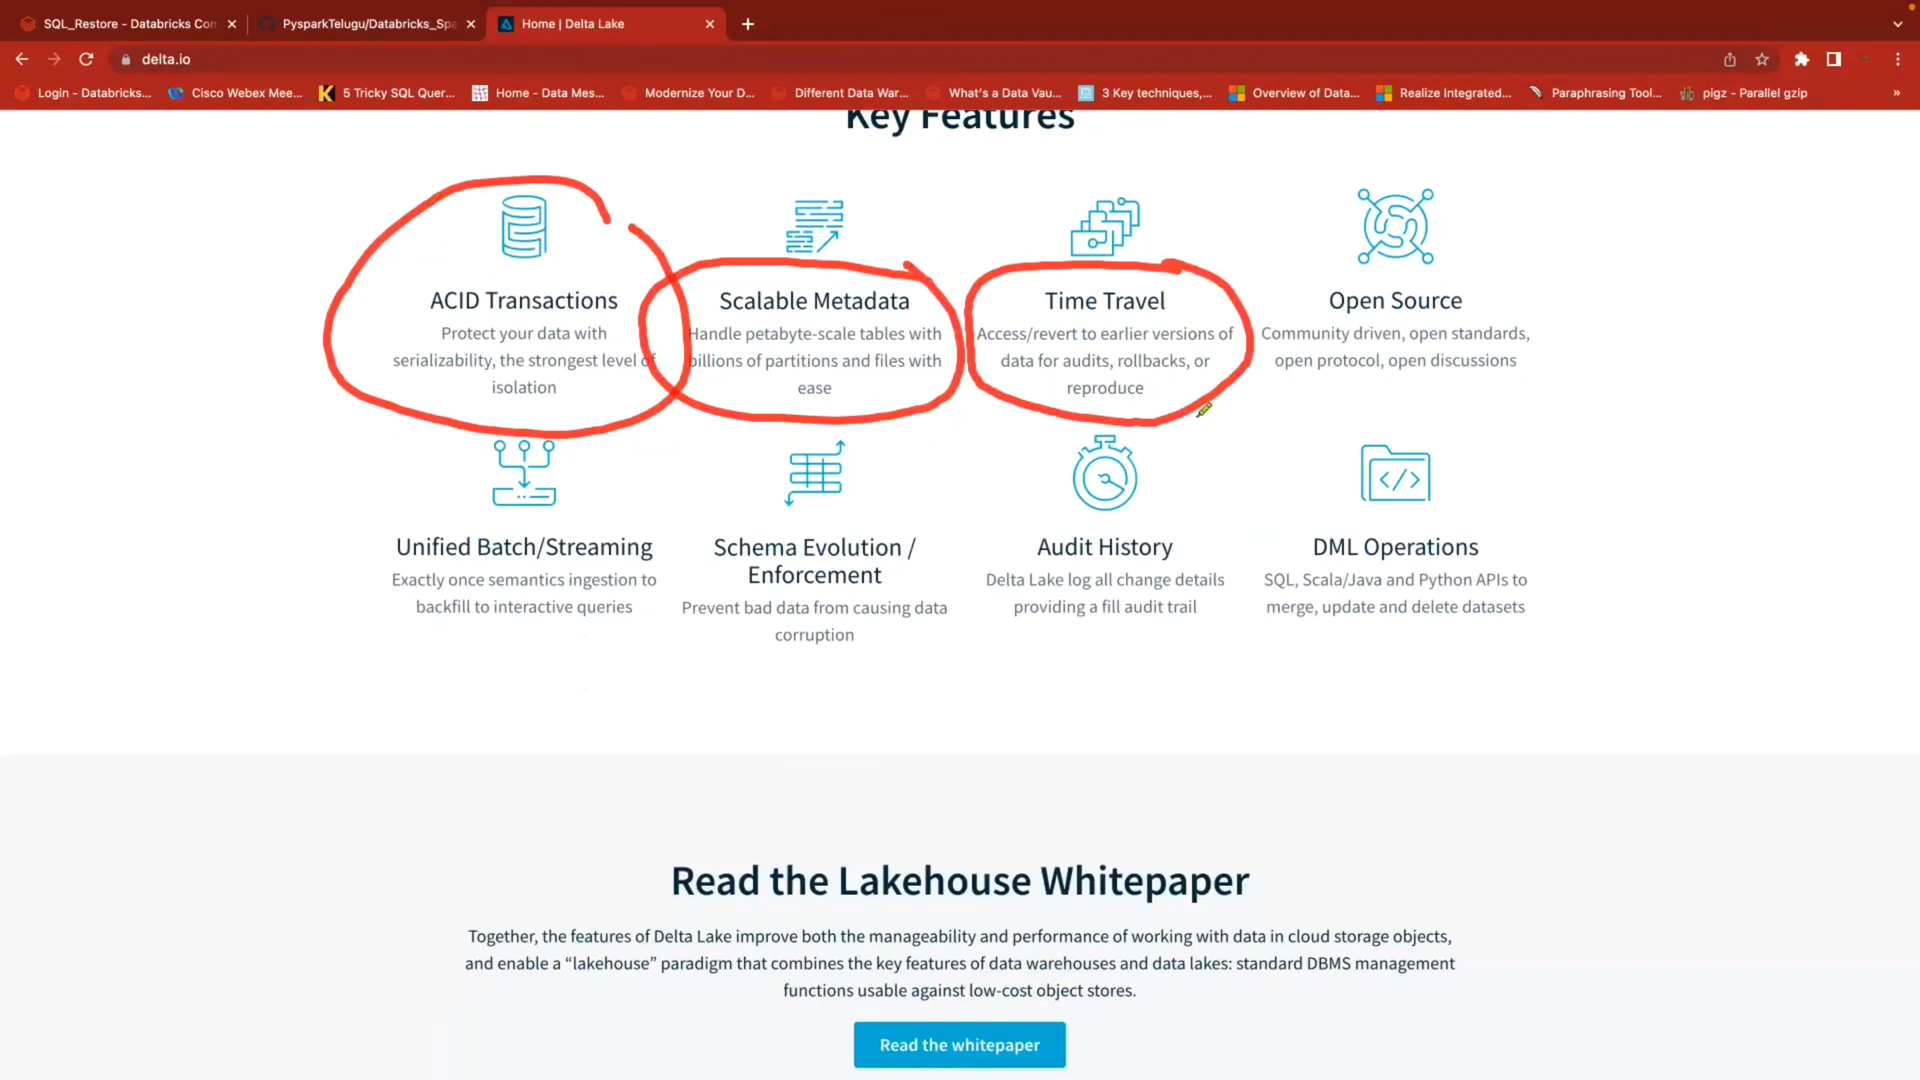 SQL_Restore - Databricks Con
PysparkTelugu/Databricks_Spa
Home | Delta Lake
delta.io
Login - Databricks...
Cisco Webex Mee...
5 Tricky SQL Quer...
Home - Data Mes...
Modernize Your D...
Different Data War...
What's a Data Vau...
3 Key techniques,...
Overview of Data...
Realize Integrated...
Paraphrasing Tool...
pigz - Parallel gzip
»
Key Features
ACID Transactions
Protect your data with
serializability, the strongest level of
isolation
Scalable Metadata
Handle petabyte-scale tables with
billions of partitions and files with
ease
Time Travel
Access/revert to earlier versions of
data for audits, rollbacks, or
reproduce
Open Source
Community driven, open standards,
open protocol, open discussions
Unified Batch/Streaming
Exactly once semantics ingestion to
backfill to interactive queries
Schema Evolution /
Enforcement
Prevent bad data from causing data
corruption
Audit History
Delta Lake log all change details
providing a fill audit trail
DML Operations
SQL, Scala/Java and Python APIs to
merge, update and delete datasets
Read the Lakehouse Whitepaper
Together, the features of Delta Lake improve both the manageability and performance of working with data in cloud storage objects,
and enable a “lakehouse” paradigm that combines the key features of data warehouses and data lakes: standard DBMS management
functions usable against low-cost object stores.
Read the whitepaper